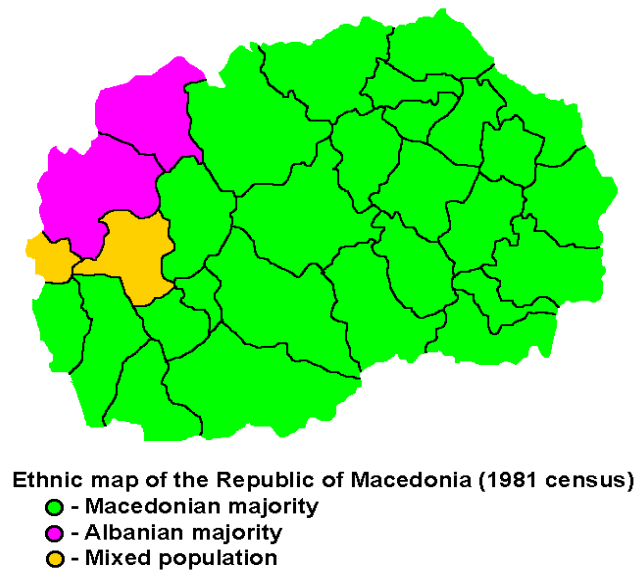 Ethnic map of the Republic of Macedonia (1981 census)
- Macedonian majority
- Albanian majority
- Mixed population